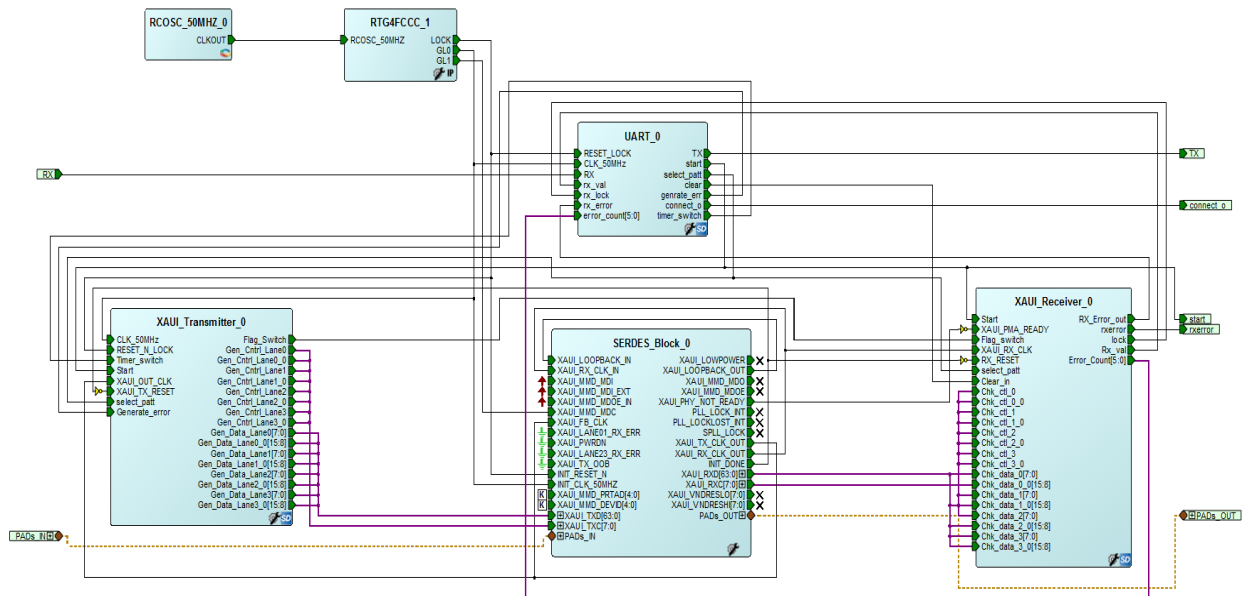 RCOSC_50MHZ_0
CLKOUT
RTG4FCCC_1
RCOSC_50MHZ
LOCK
GL0
GL1
IP
UART_0
RESET_LOCK
CLK_50MHz
RX
rx_val
rx_lock
rx_error
error_count[5:0]
TX
start
select_patt
clear
genrate_err
connect_o
timer_switch
SD
RX
TX
connect_o
XAUI_Transmitter_0
CLK_50MHz
RESET_N_LOCK
Timer_switch
Start
XAUI_OUT_CLK
XAUI_TX_RESET
select_patt
Generate_error
Flag_Switch
Gen_Cntrl_Lane0
Gen_Cntrl_Lane0_0
Gen_Cntrl_Lane1
Gen_Cntrl_Lane1_0
Gen_Cntrl_Lane2
Gen_Cntrl_Lane2_0
Gen_Cntrl_Lane3
Gen_Cntrl_Lane3_0
Gen_Data_Lane0[7:0]
Gen_Data_Lane0_0[15:8]
Gen_Data_Lane1[7:0]
Gen_Data_Lane1_0[15:8]
Gen_Data_Lane2[7:0]
Gen_Data_Lane2_0[15:8]
Gen_Data_Lane3[7:0]
Gen_Data_Lane3_0[15:8]
SD
SERDES_Block_0
XAUI_LOOPBACK_IN
XAUI_RX_CLK_IN
XAUI_MMD_MDI
XAUI_MMD_MDI_EXT
XAUI_MMD_MDOE_IN
XAUI_MMD_MDC
XAUI_FB_CLK
XAUI_LANE01_RX_ERR
XAUI_PWRDN
XAUI_LANE23_RX_ERR
XAUI_TX_OOB
INIT_RESET_N
INIT_CLK_50MHZ
K
XAUI_MMD_PRTAD[4:0]
K
XAUI_MMD_DEVID[4:0]
XAUI_TXD[63:0]
XAUI_TXC[7:0]
PADs_IN
XAUI_LOWPOWER
XAUI_LOOPBACK_OUT
XAUI_MMD_MDO
XAUI_MMD_MDOE
XAUI_PHY_NOT_READY
PLL_LOCK_INT
PLL_LOCKLOST_INT
SPLL_LOCK
XAUI_TX_CLK_OUT
XAUI_RX_CLK_OUT
INIT_DONE
XAUI_RXD[63:0]
XAUI_RXC[7:0]
XAUI_VNDRESLO[7:0]
XAUI_VNDRESHI[7:0]
PADs_OUT
XAUI_Receiver_0
Start
XAUI_PMA_READY
Flag_switch
XAUI_RX_CLK
RX_RESET
select_patt
Clear_in
Chk_ctl_0
Chk_ctl_0_0
Chk_ctl_1
Chk_ctl_1_0
Chk_ctl_2
Chk_ctl_2_0
Chk_ctl_3
Chk_ctl_3_0
Chk_data_0[7:0]
Chk_data_0_0[15:8]
Chk_data_1[7:0]
Chk_data_1_0[15:8]
Chk_data_2[7:0]
Chk_data_2_0[15:8]
Chk_data_3[7:0]
Chk_data_3_0[15:8]
RX_Error_out
rxerror
lock
Rx_val
Error_Count[5:0]
SD
start
rxerror
PADs_IN
PADs_OUT